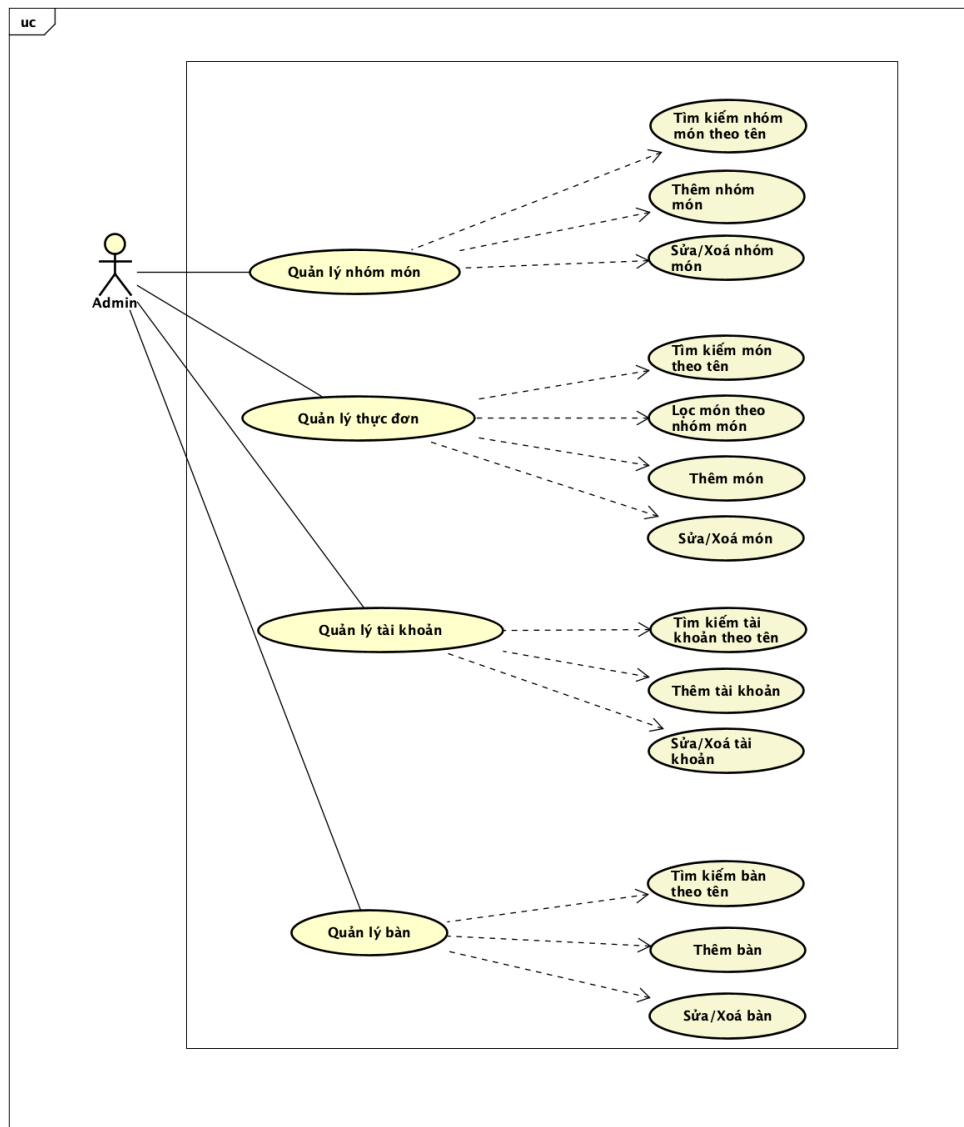 uc
Tìm kiếm nhóm
món theo tên
Thêm nhóm
món
Sửa/Xoá nhóm
món
Quản lý nhóm món
Admin
Tìm kiếm món
theo tên
Lọc món theo
nhóm món
Quản lý thực đơn
Thêm món
Sửa/Xoá món
Tìm kiếm tài
khoản theo tên
Quản lý tài khoản
Thêm tài khoản
Sửa/Xoá tài
khoản
Tìm kiếm bàn
theo tên
Quản lý bàn
Thêm bàn
Sửa/Xoá bàn